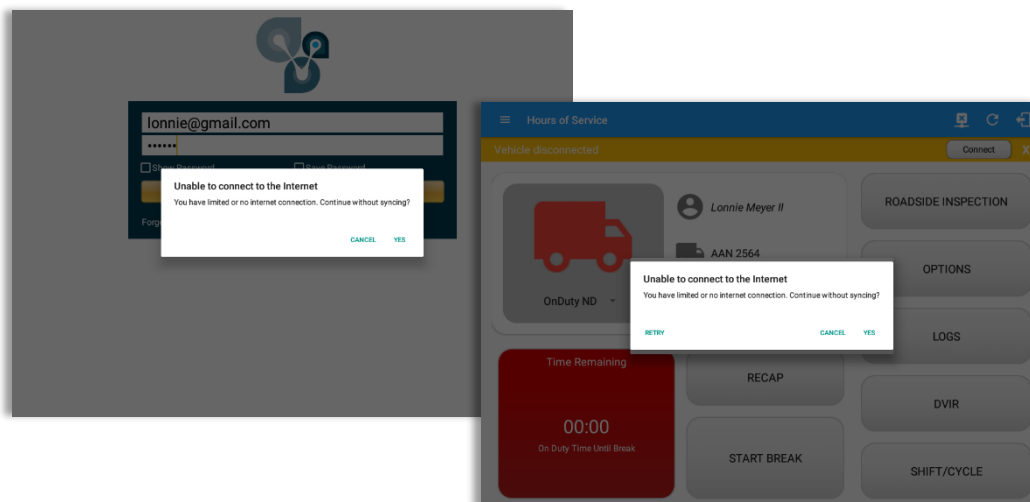 lonnie@gmail.com
••••••
Show Password
Save Password
Unable to connect to the Internet
You have limited or no internet connection. Continue without syncing?
CANCEL YES
Forg
Hours of Service
Vehicle disconnected
Connect X
Lonnie Meyer II
AAN 2564
OnDuty ND
Unable to connect to the Internet
You have limited or no internet connection. Continue without syncing?
RETRY CANCEL YES
Time Remaining
00:00
On Duty Time Until Break
RECAP
START BREAK
ROADSIDE INSPECTION
OPTIONS
LOGS
DVIR
SHIFT/CYCLE